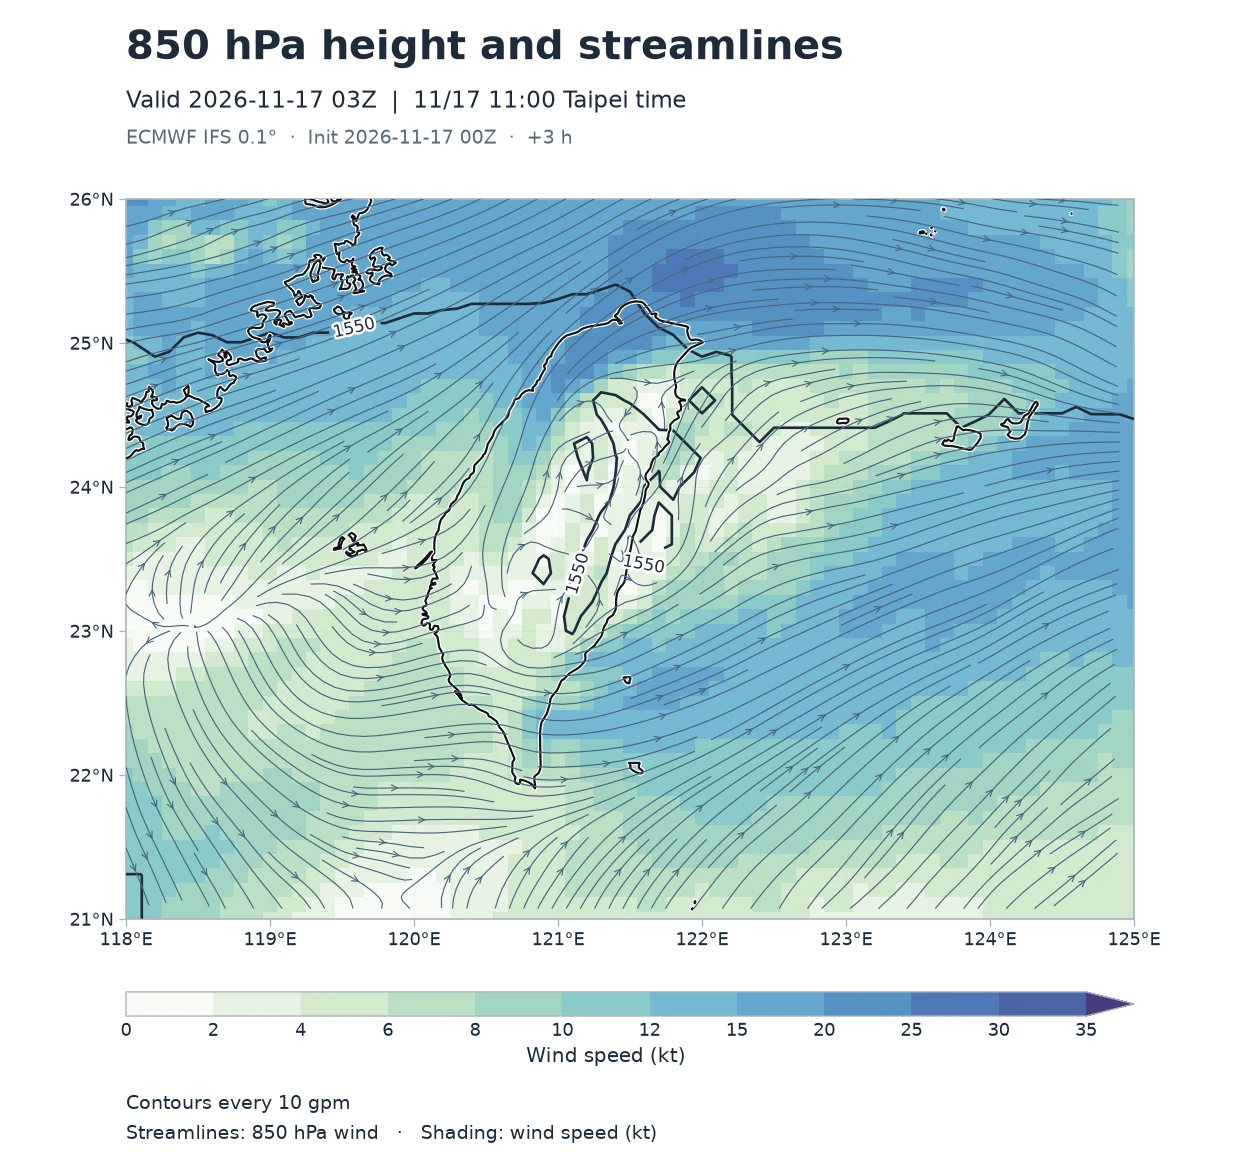 850 hPa height and streamlines
Valid 2026-11-17 03Z | 11/17 11:00 Taipei time
ECMWF IFS 0.1° · Init 2026-11-17 00Z · +3 h
26°N
25°N
24°N
23°N
22°N
21°N
1550
1550
1550
118°E 119°E 120°E 121°E 122°E 123°E 124°E 125°E
0 2 4 6 8 10 12 15 20 25 30 35
Wind speed (kt)
Contours every 10 gpm
Streamlines: 850 hPa wind · Shading: wind speed (kt)